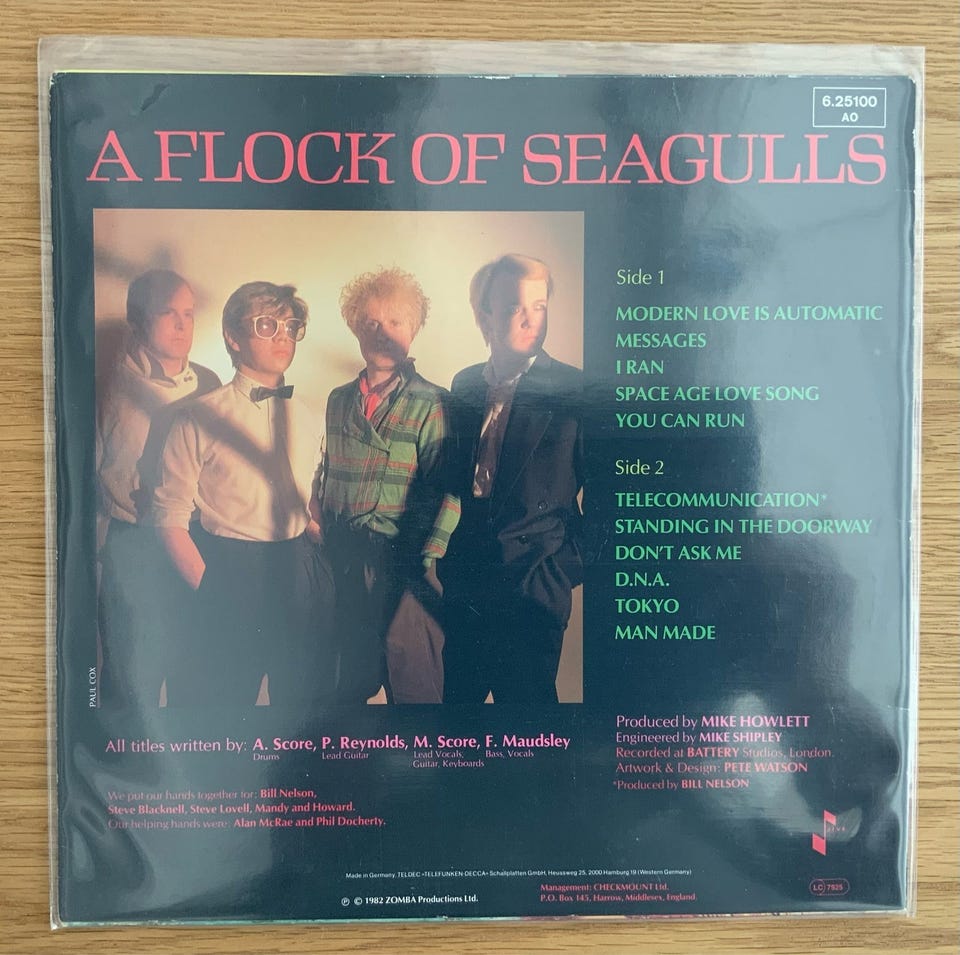 6.25100
AO
A FLOCK OF SEAGULLS
Side 1
MODERN LOVE IS AUTOMATIC
MESSAGES
I RAN
SPACE AGE LOVE SONG
YOU CAN RUN
Side 2
TELECOMMUNICATION*
STANDING IN THE DOORWAY
DON'T ASK ME
D.N.A.
TOKYO
MAN MADE
PAUL COX
All titles written by: A. Score, P. Reynolds, M. Score, F. Maudsley
Drums Lead Guitar Lead Vocals, Bass, Vocals
Guitar, Keyboards
We put our hands together for: Bill Nelson,
Steve Blacknell, Steve Lovell, Mandy and Howard.
Our helping hands were: Alan McRae and Phil Docherty.
Produced by MIKE HOWLETT
Engineered by MIKE SHIPLEY
Recorded at BATTERY Studios, London.
Artwork & Design: PETE WATSON
*Produced by BILL NELSON
JIVE
Made in Germany. TELDEC »TELEFUNKEN-DECCA« Schallplatten GmbH, Heussweg 25, 2000 Hamburg 19 (Western Germany)
℗ © 1982 ZOMBA Productions Ltd.
Management: CHECKMOUNT Ltd.
P.O. Box 145, Harrow, Middlesex, England.
LC 7925